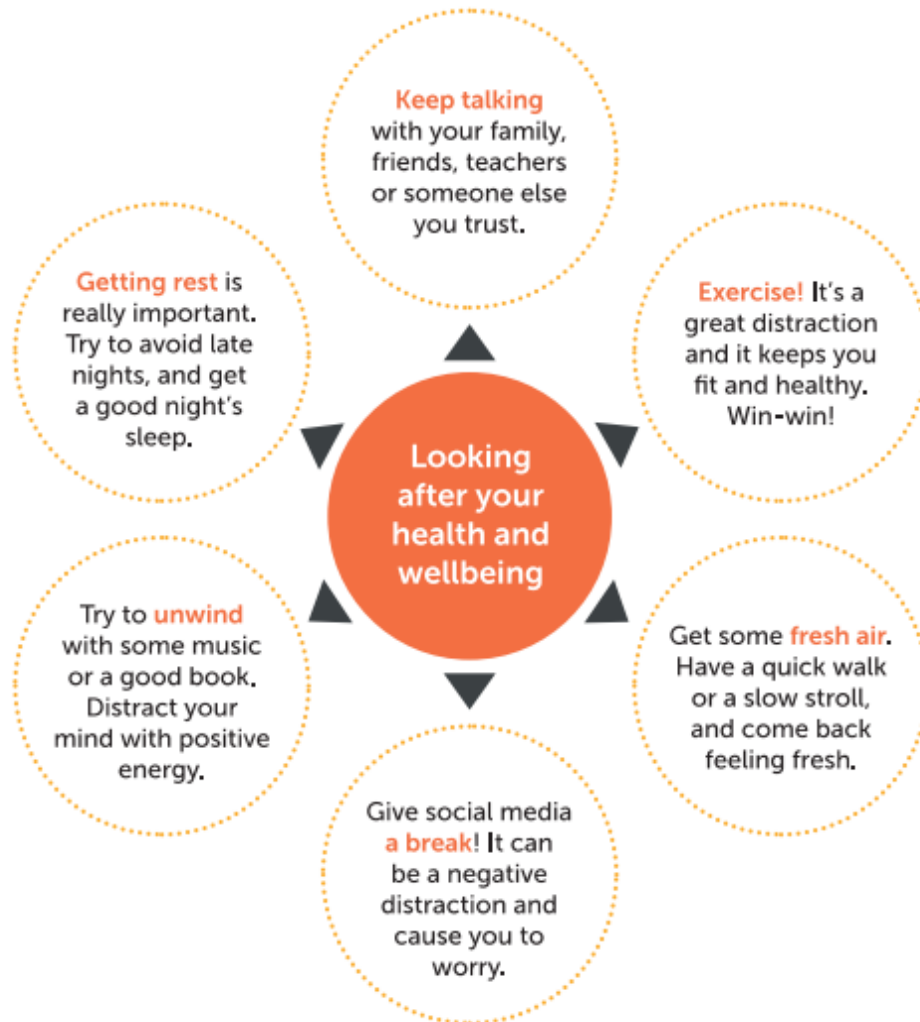 Keep talking
with your family,
friends, teachers
or someone else
you trust.
Getting rest is
really important.
Try to avoid late
nights, and get
a good night's
sleep.
Exercise! It's a
great distraction
and it keeps you
fit and healthy.
Win-win!
Looking
after your
health and
wellbeing
Try to unwind
with some music
or a good book.
Distract your
mind with positive
energy.
Get some fresh air.
Have a quick walk
or a slow stroll,
and come back
feeling fresh.
Give social media
a break! It can
be a negative
distraction and
cause you to
worry.